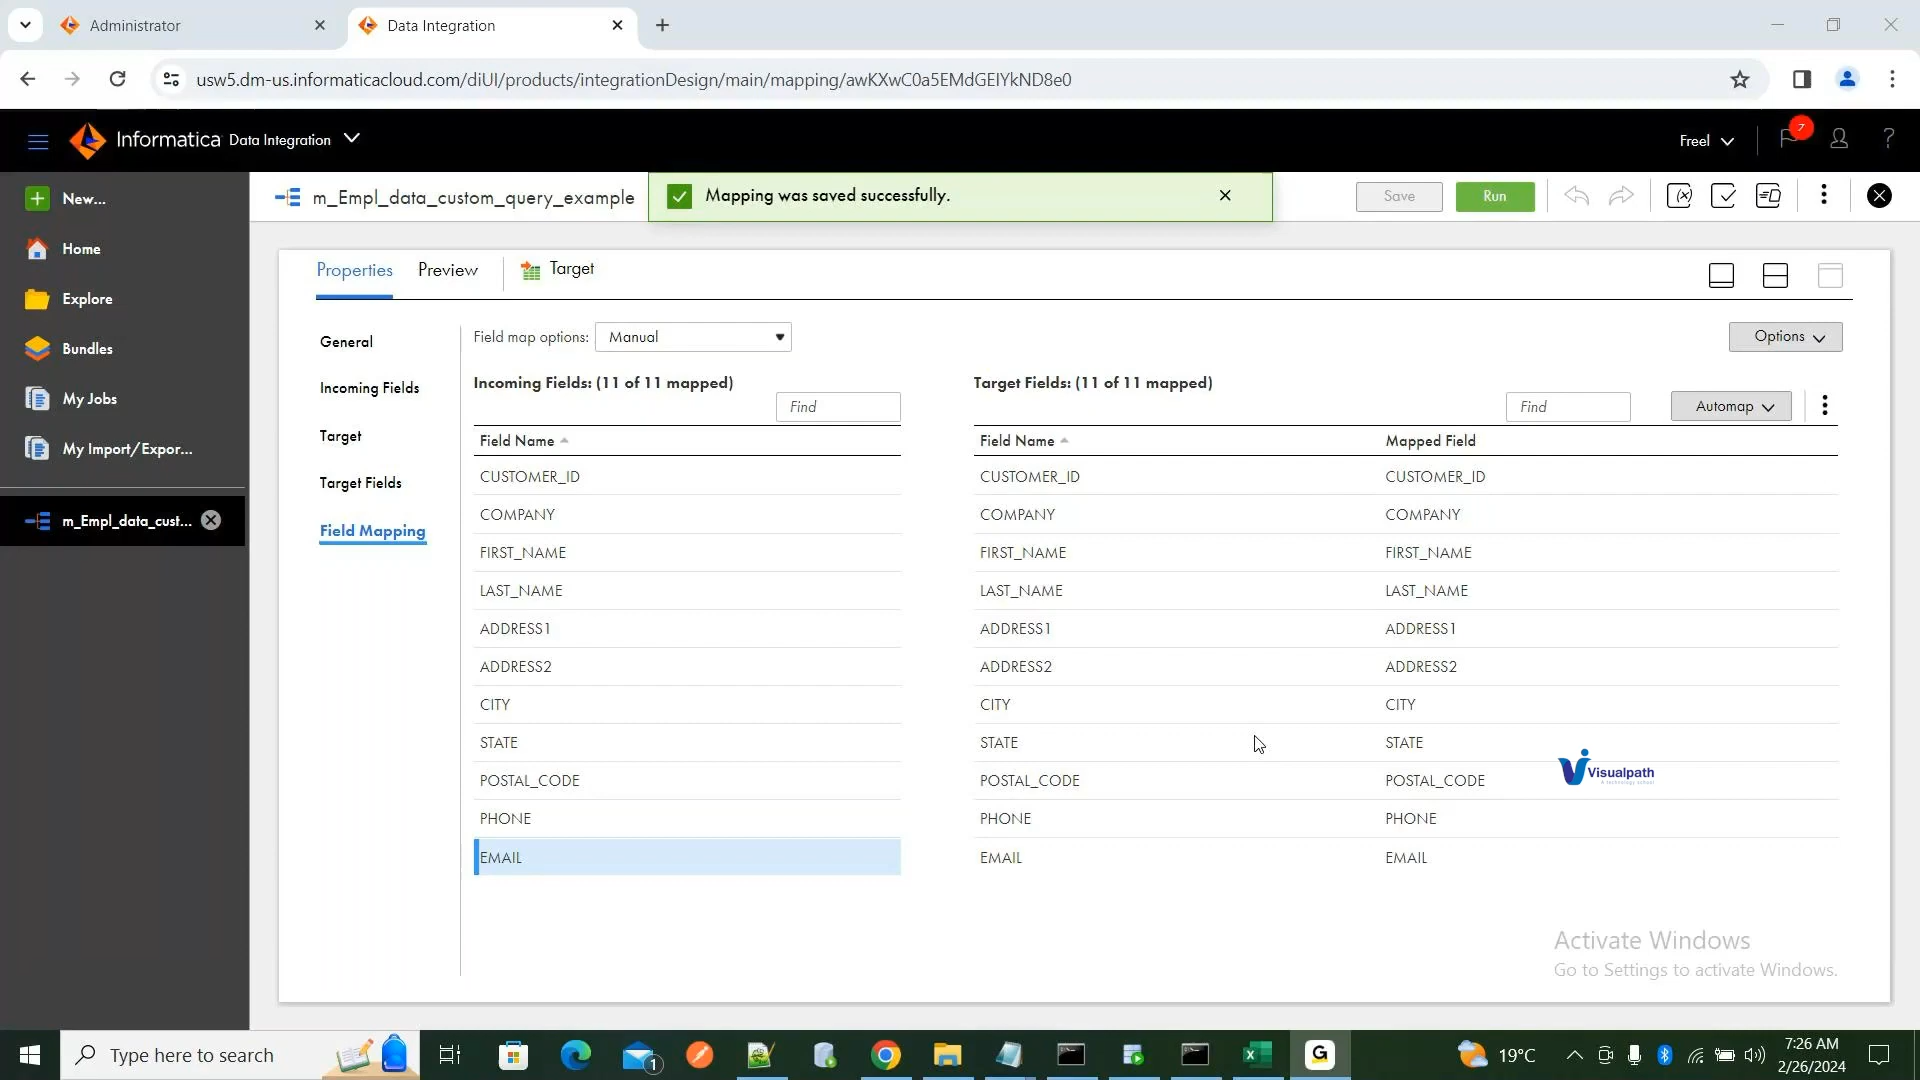 Administrator
Data Integration
usw5.dm-us.informaticacloud.com/diUI/products/integrationDesign/main/mapping/awKXwC0a5EMdGEIYkND8e0
Informatica Data Integration
Freel
7
New...
Home
Explore
Bundles
My Jobs
My Import/Expor...
m_Empl_data_cust...
m_Empl_data_custom_query_example
Mapping was saved successfully.
Save
Run
Properties
Preview
Target
General
Incoming Fields
Target
Target Fields
Field Mapping
Field map options: Manual
Options
Incoming Fields: (11 of 11 mapped)
Find
Target Fields: (11 of 11 mapped)
Find
Automap
Field Name
Field Name Mapped Field
CUSTOMER_ID CUSTOMER_ID CUSTOMER_ID
COMPANY COMPANY COMPANY
FIRST_NAME FIRST_NAME FIRST_NAME
LAST_NAME LAST_NAME LAST_NAME
ADDRESS1 ADDRESS1 ADDRESS1
ADDRESS2 ADDRESS2 ADDRESS2
CITY CITY CITY
STATE STATE STATE
POSTAL_CODE POSTAL_CODE POSTAL_CODE
PHONE PHONE PHONE
EMAIL EMAIL EMAIL
Visualpath
Activate Windows
Go to Settings to activate Windows.
Type here to search
1
G
19°C
7:26 AM
2/26/2024